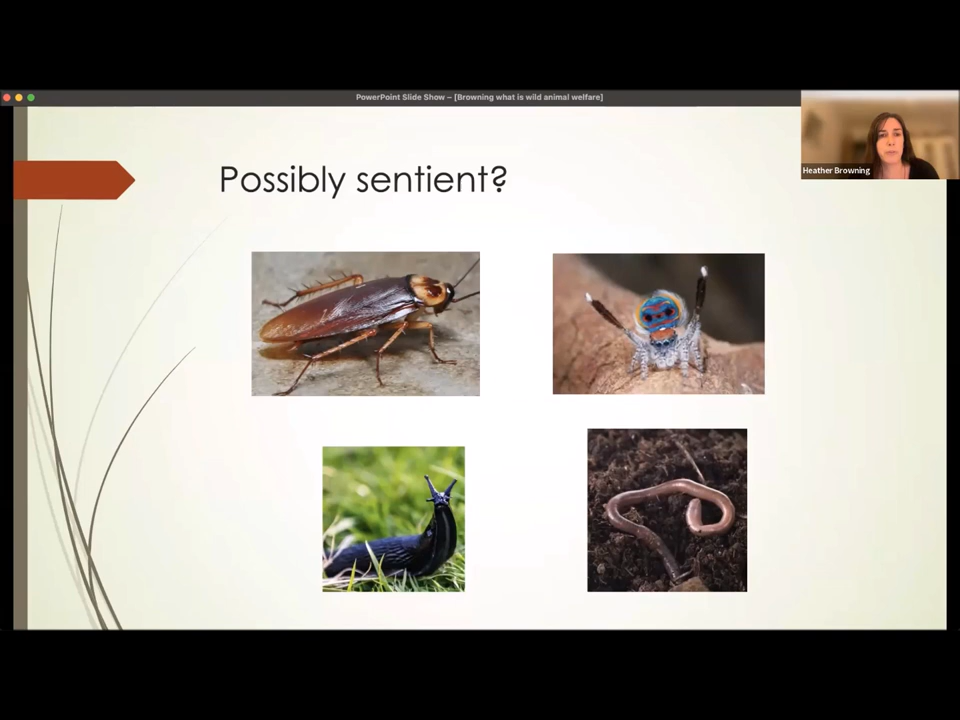 PowerPoint Slide Show – [Browning what is wild animal welfare]
Heather Browning
Possibly sentient?